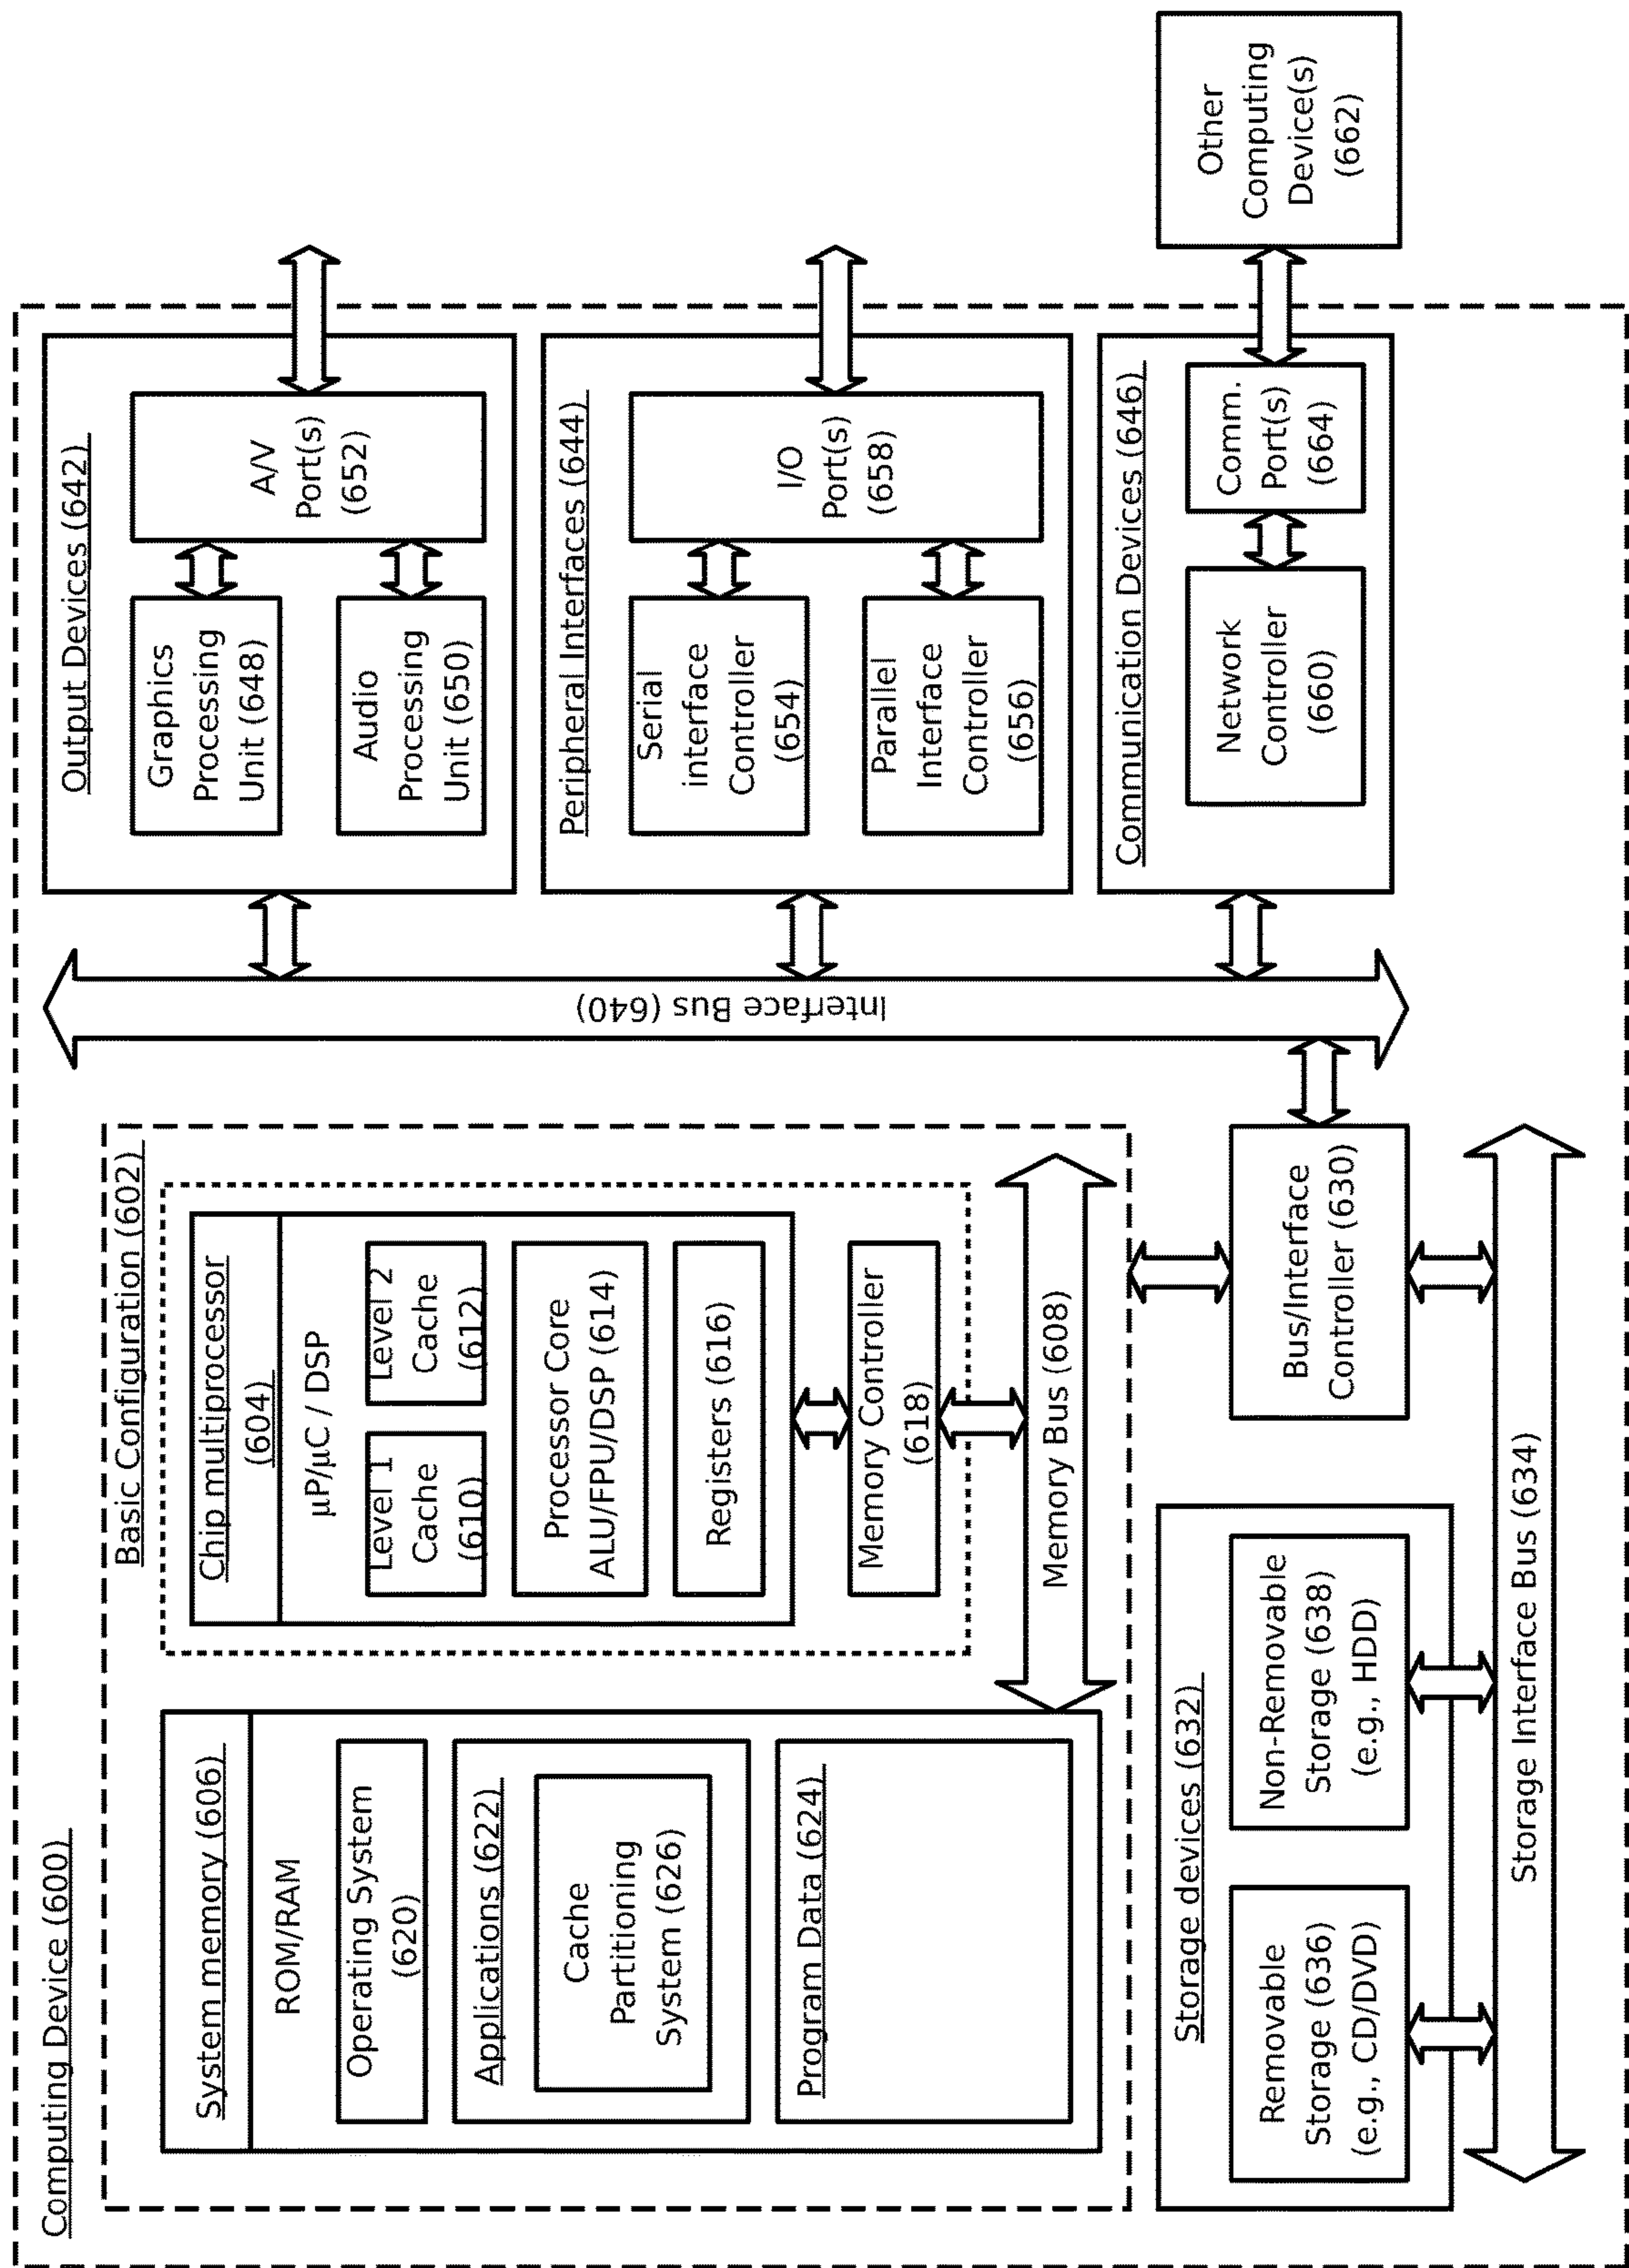 Computing Device (600)
Basic Configuration (602)
System memory (606)
ROM/RAM
Operating System
(620)
Applications (622)
Cache
Partitioning
System (626)
Program Data (624)
Chip multiprocessor
(604)
µP/µC / DSP
Level 1
Cache
(610)
Level 2
Cache
(612)
Processor Core
ALU/FPU/DSP (614)
Registers (616)
Memory Controller
(618)
Memory Bus (608)
Storage devices (632)
Removable
Storage (636)
(e.g., CD/DVD)
Non-Removable
Storage (638)
(e.g., HDD)
Bus/Interface
Controller (630)
Storage Interface Bus (634)
Interface Bus (640)
Output Devices (642)
Graphics
Processing
Unit (648)
Audio
Processing
Unit (650)
A/V
Port(s)
(652)
Peripheral Interfaces (644)
Serial
interface
Controller
(654)
Parallel
Interface
Controller
(656)
I/O
Port(s)
(658)
Communication Devices (646)
Network
Controller
(660)
Comm.
Port(s)
(664)
Other
Computing
Device(s)
(662)